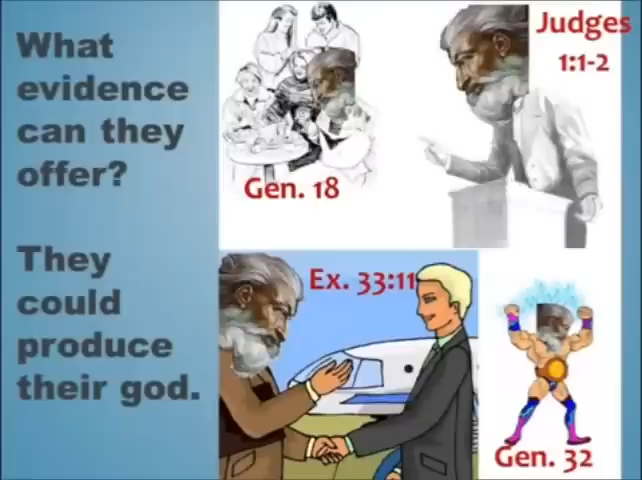 What
evidence
can they
offer?
They
could
produce
their god.
Gen. 18
Judges
1:1-2
Ex. 33:11
Gen. 32